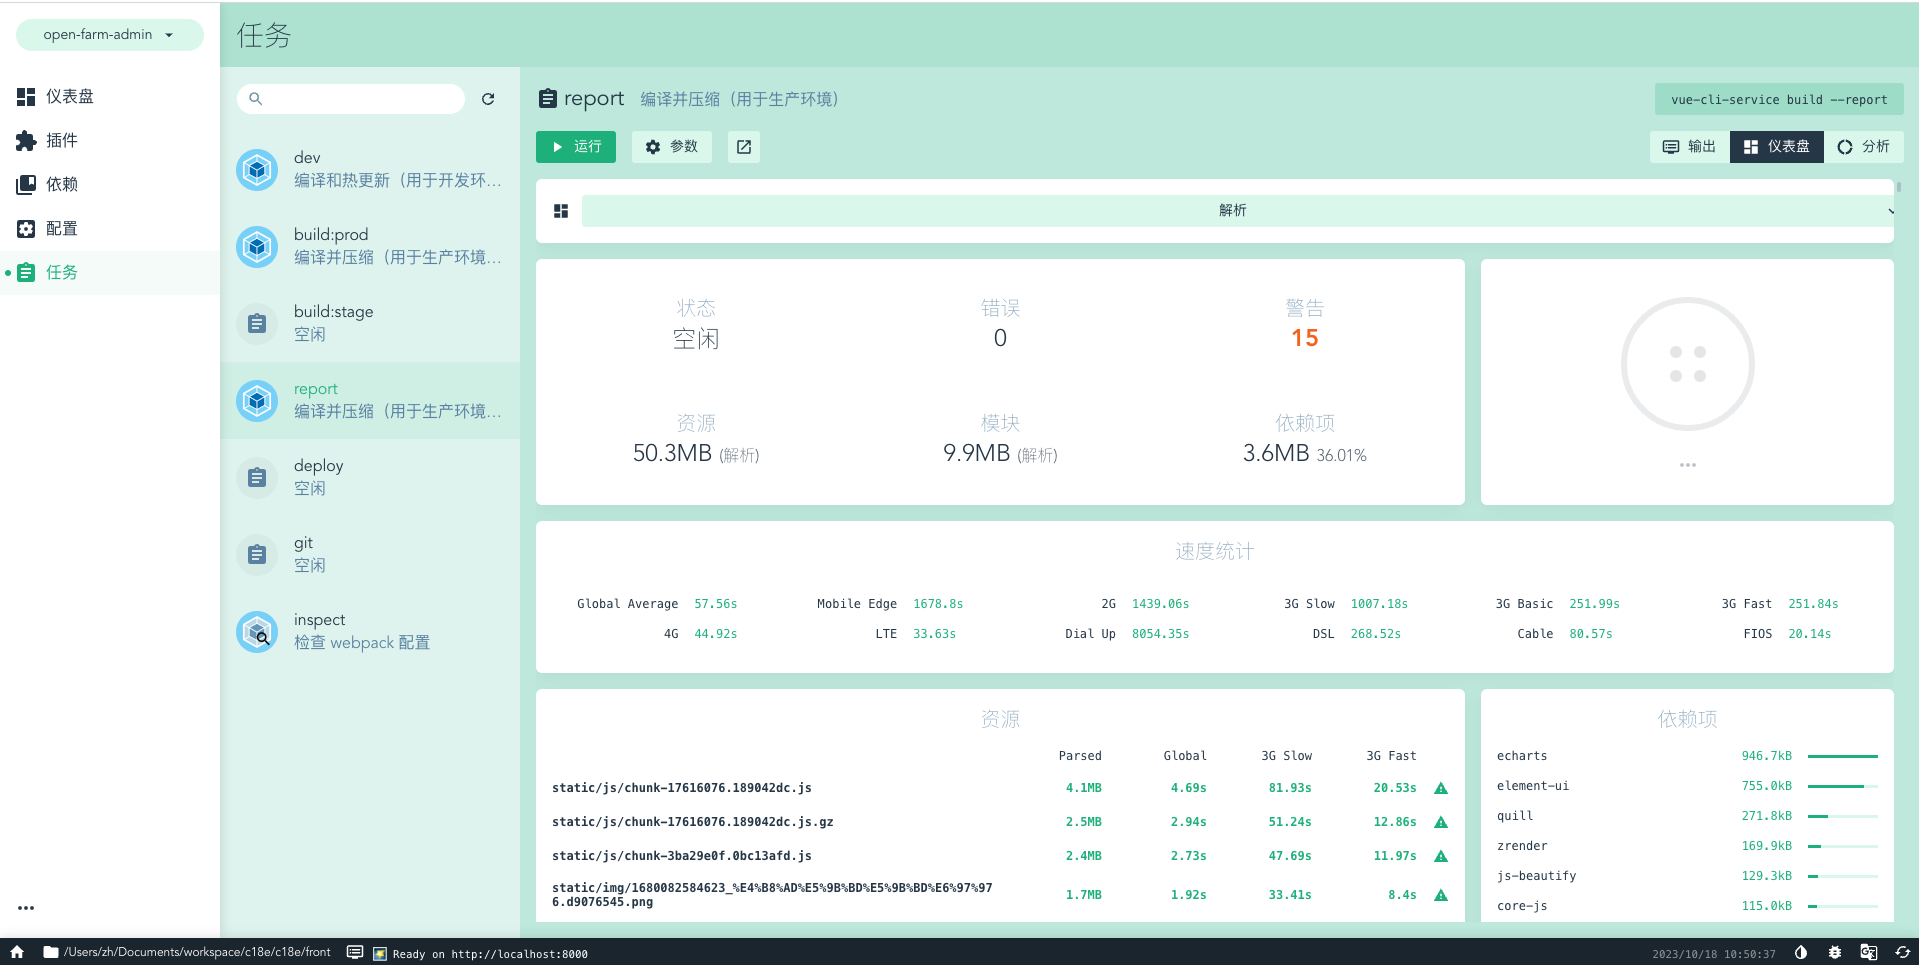 open-farm-admin
任务
仪表盘
插件
依赖
配置
任务
dev
编译和热更新（用于开发环...
build:prod
编译并压缩（用于生产环境...
build:stage
空闲
report
编译并压缩（用于生产环境...
deploy
空闲
git
空闲
inspect
检查 webpack 配置
report 编译并压缩（用于生产环境）
vue-cli-service build --report
运行 参数
输出 仪表盘 分析
解析
状态 错误 警告
空闲 0 15
资源 模块 依赖项
50.3MB (解析) 9.9MB (解析) 3.6MB 36.01%
速度统计
Global Average 57.56s Mobile Edge 1678.8s 2G 1439.06s 3G Slow 1007.18s 3G Basic 251.99s 3G Fast 251.84s
4G 44.92s LTE 33.63s Dial Up 8054.35s DSL 268.52s Cable 80.57s FIOS 20.14s
资源
Parsed Global 3G Slow 3G Fast
static/js/chunk-17616076.189042dc.js 4.1MB 4.69s 81.93s 20.53s
static/js/chunk-17616076.189042dc.js.gz 2.5MB 2.94s 51.24s 12.86s
static/js/chunk-3ba29e0f.0bc13afd.js 2.4MB 2.73s 47.69s 11.97s
static/img/1680082584623_%E4%B8%AD%E5%9B%BD%E5%9B%BD%E6%97%97
6.d9076545.png 1.7MB 1.92s 33.41s 8.4s
依赖项
echarts 946.7kB
element-ui 755.0kB
quill 271.8kB
zrender 169.9kB
js-beautify 129.3kB
core-js 115.0kB
/Users/zh/Documents/workspace/c18e/c18e/front Ready on http://localhost:8000 2023/10/18 10:50:37